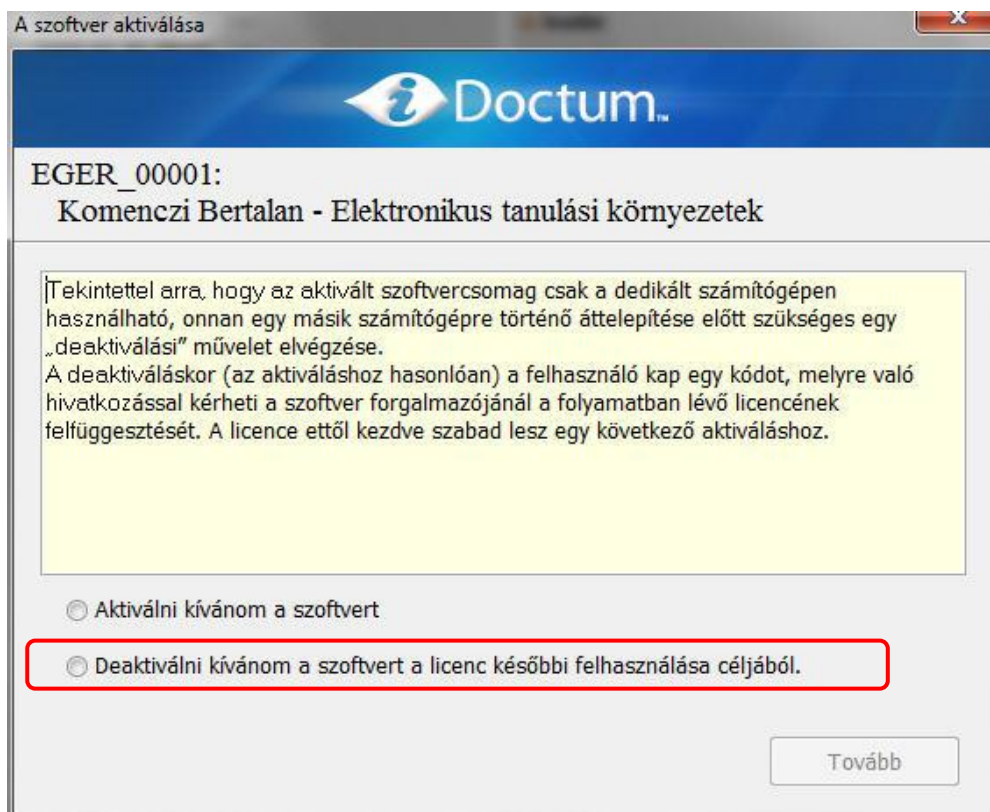 A szoftver aktiválása
Doctum™
EGER_00001:
Komenczi Bertalan - Elektronikus tanulási környezetek
Tekintettel arra, hogy az aktivált szoftvercsomag csak a dedikált számítógépen
használható, onnan egy másik számítógépre történő áttelepítése előtt szükséges egy
„deaktiválási” művelet elvégzése.
A deaktiváláskor (az aktiváláshoz hasonlóan) a felhasználó kap egy kódot, melyre való
hivatkozással kérheti a szoftver forgalmazójánál a folyamatban lévő licencének
felfüggesztését. A licence ettől kezdve szabad lesz egy következő aktiváláshoz.
Aktiválni kívánom a szoftvert
Deaktiválni kívánom a szoftvert a licenc későbbi felhasználása céljából.
Tovább